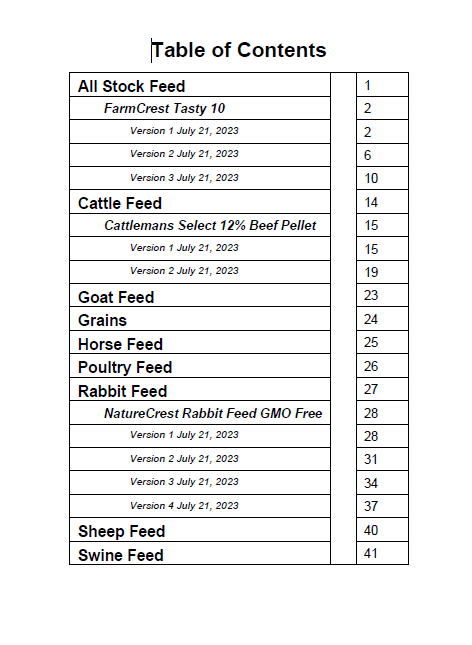 Table of Contents
All Stock Feed 1
FarmCrest Tasty 10 2
Version 1 July 21, 2023 2
Version 2 July 21, 2023 6
Version 3 July 21, 2023 10
Cattle Feed 14
Cattlemans Select 12% Beef Pellet 15
Version 1 July 21, 2023 15
Version 2 July 21, 2023 19
Goat Feed 23
Grains 24
Horse Feed 25
Poultry Feed 26
Rabbit Feed 27
NatureCrest Rabbit Feed GMO Free 28
Version 1 July 21, 2023 28
Version 2 July 21, 2023 31
Version 3 July 21, 2023 34
Version 4 July 21, 2023 37
Sheep Feed 40
Swine Feed 41